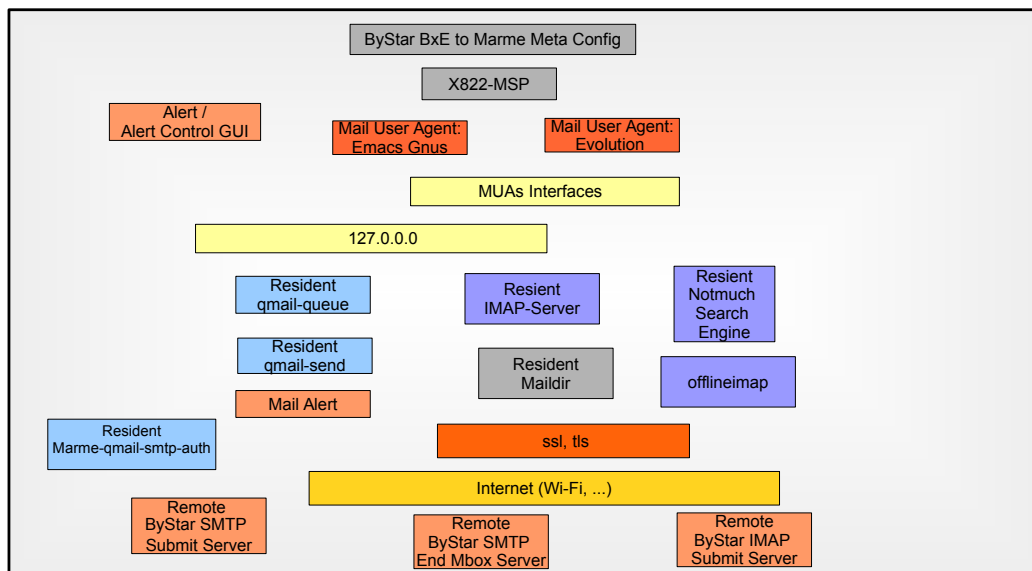 ByStar BxE to Marme Meta Config
X822-MSP
Alert /
Alert Control GUI
Mail User Agent:
Emacs Gnus
Mail User Agent:
Evolution
MUAs Interfaces
127.0.0.0
Resident
qmail-queue
Resient
IMAP-Server
Resient
Notmuch
Search
Engine
Resident
qmail-send
Resident
Maildir
offlineimap
Mail Alert
Resident
Marme-qmail-smtp-auth
ssl, tls
Internet (Wi-Fi, ...)
Remote
ByStar SMTP
Submit Server
Remote
ByStar SMTP
End Mbox Server
Remote
ByStar IMAP
Submit Server